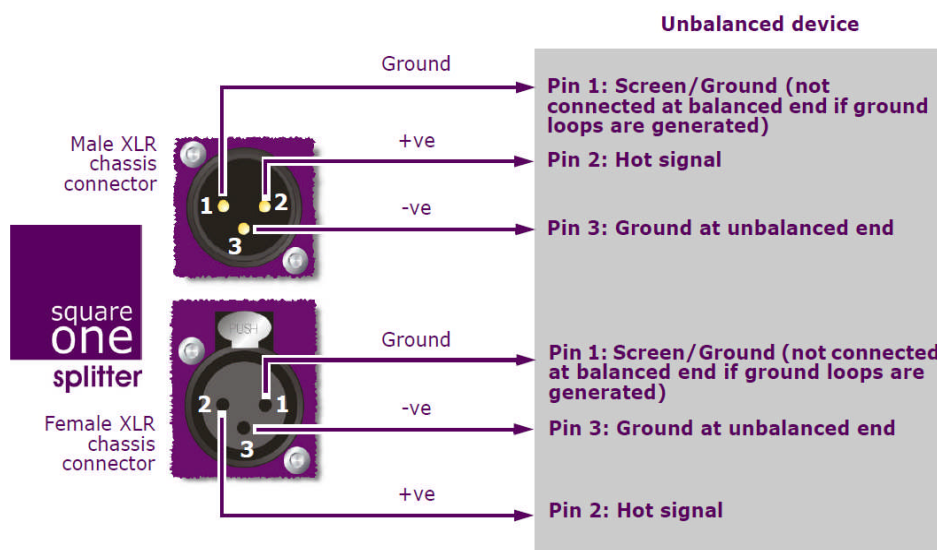 Unbalanced device
Ground
Pin 1: Screen/Ground (not
connected at balanced end if ground
loops are generated)
Male XLR
chassis
connector
+ve
Pin 2: Hot signal
1
2
-ve
3
Pin 3: Ground at unbalanced end
square
one
splitter
PUSH
Ground
Pin 1: Screen/Ground (not connected
at balanced end if ground loops are
generated)
2
1
Female XLR
chassis
connector
-ve
3
Pin 3: Ground at unbalanced end
+ve
Pin 2: Hot signal